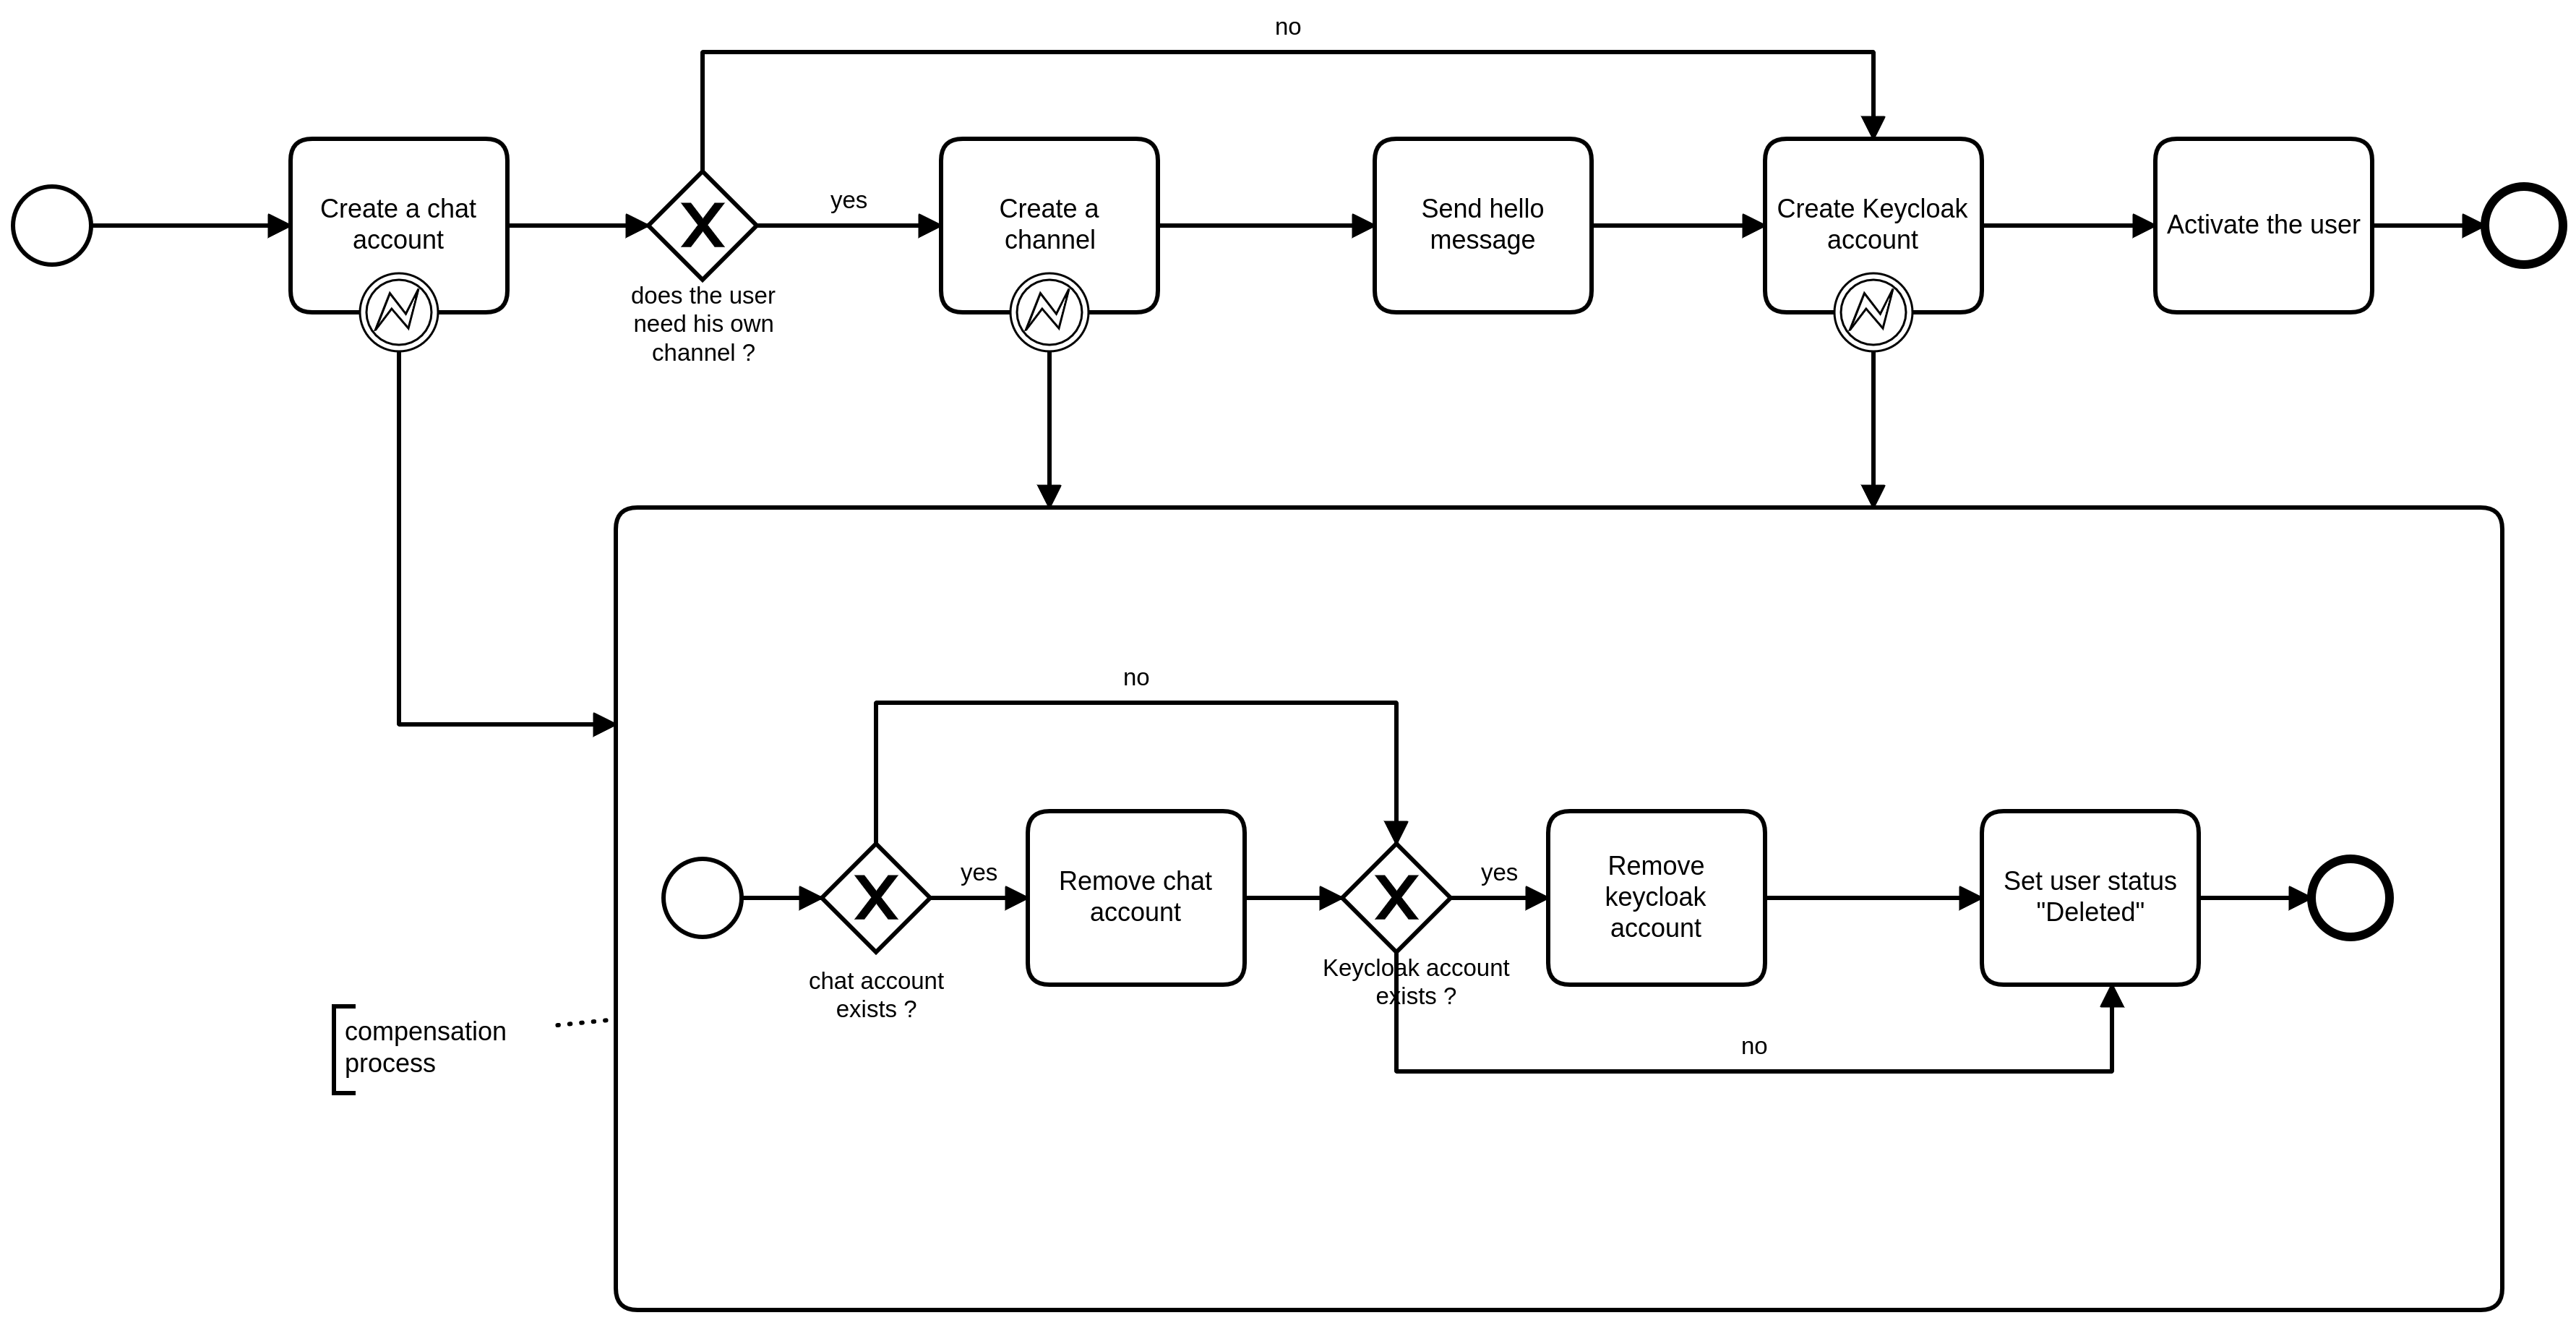 no
Create a chat
account
yes
Create a
channel
Send hello
message
Create Keycloak
account
Activate the user
does the user
need his own
channel ?
no
yes
Remove chat
account
yes
Remove
keycloak
account
Set user status
"Deleted"
chat account
exists ?
Keycloak account
exists ?
no
compensation
process